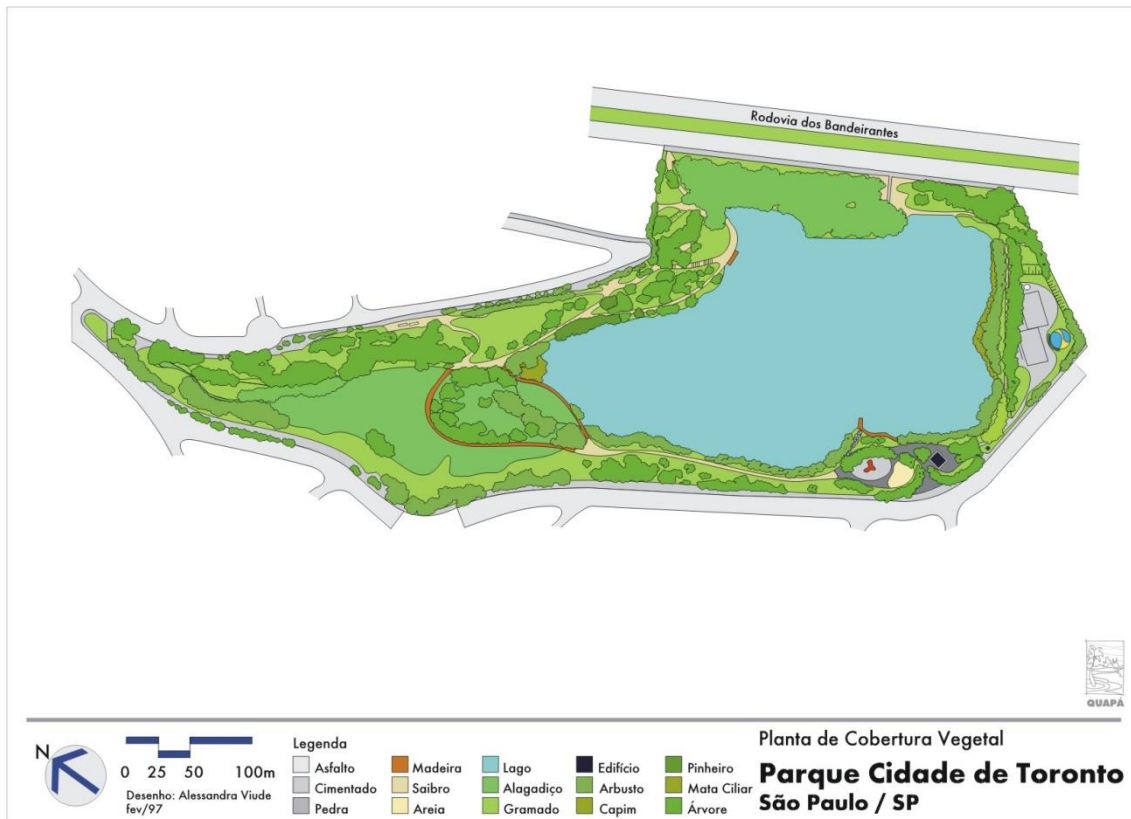 Rodovia dos Bandeirantes
QUAPÁ
N
0 25 50 100m
Desenho: Alessandra Viude
fev/97
Legenda
Asfalto
Cimentado
Pedra
Madeira
Saibro
Areia
Lago
Alagadiço
Gramado
Edifício
Arbusto
Capim
Pinheiro
Mata Ciliar
Árvore
Planta de Cobertura Vegetal
Parque Cidade de Toronto
São Paulo / SP